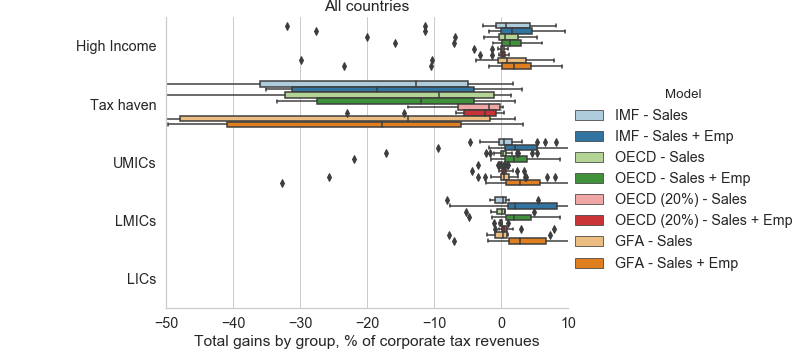 All countries
High Income
Tax haven
UMICs
LMICs
LICs
−50 −40 −30 −20 −10 0 10
Total gains by group, % of corporate tax revenues
Model
IMF - Sales
IMF - Sales + Emp
OECD - Sales
OECD - Sales + Emp
OECD (20%) - Sales
OECD (20%) - Sales + Emp
GFA - Sales
GFA - Sales + Emp